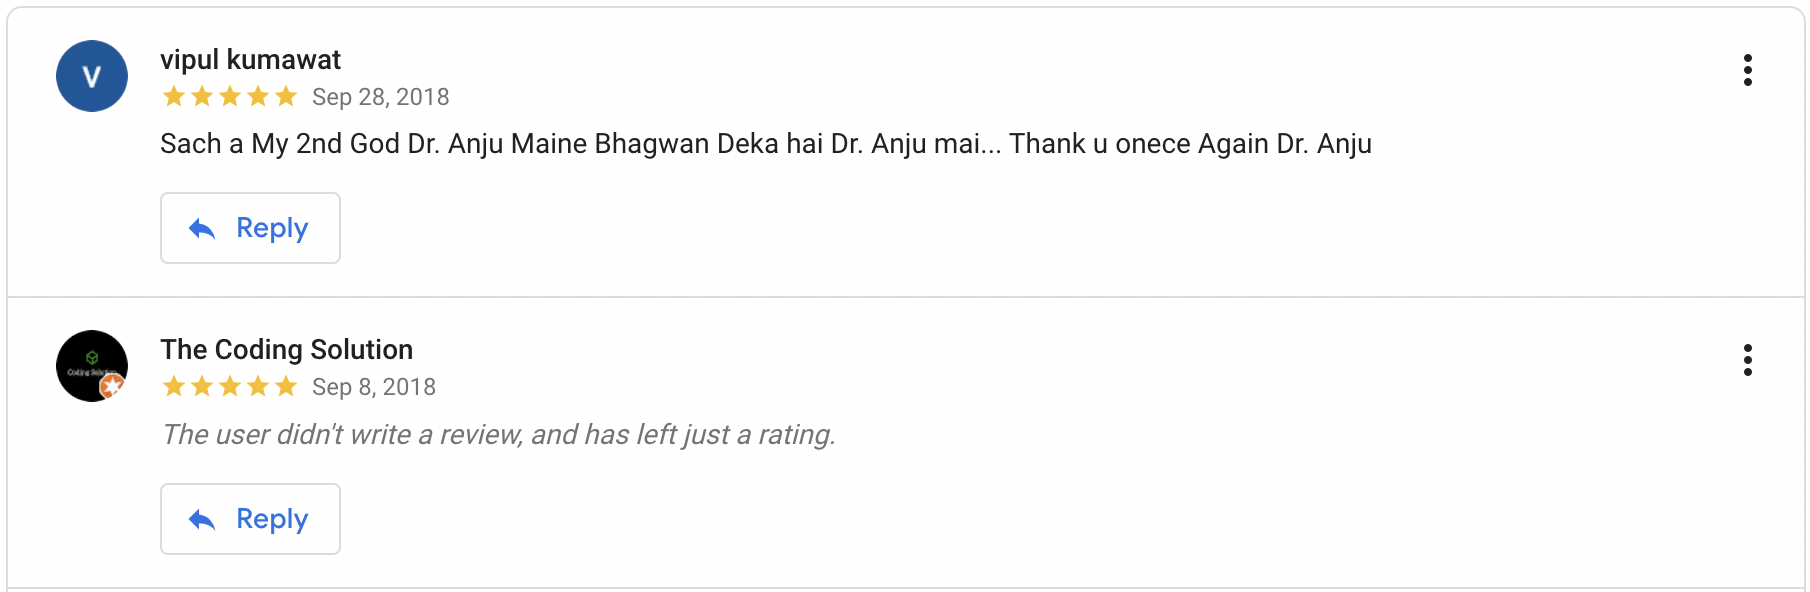 V
vipul kumawat
Sep 28, 2018
Sach a My 2nd God Dr. Anju Maine Bhagwan Deka hai Dr. Anju mai... Thank u onece Again Dr. Anju
Reply
The Coding Solution
Sep 8, 2018
The user didn't write a review, and has left just a rating.
Reply